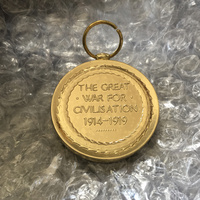 THE GREAT
· WAR FOR ·
CIVILISATION
1914-1919